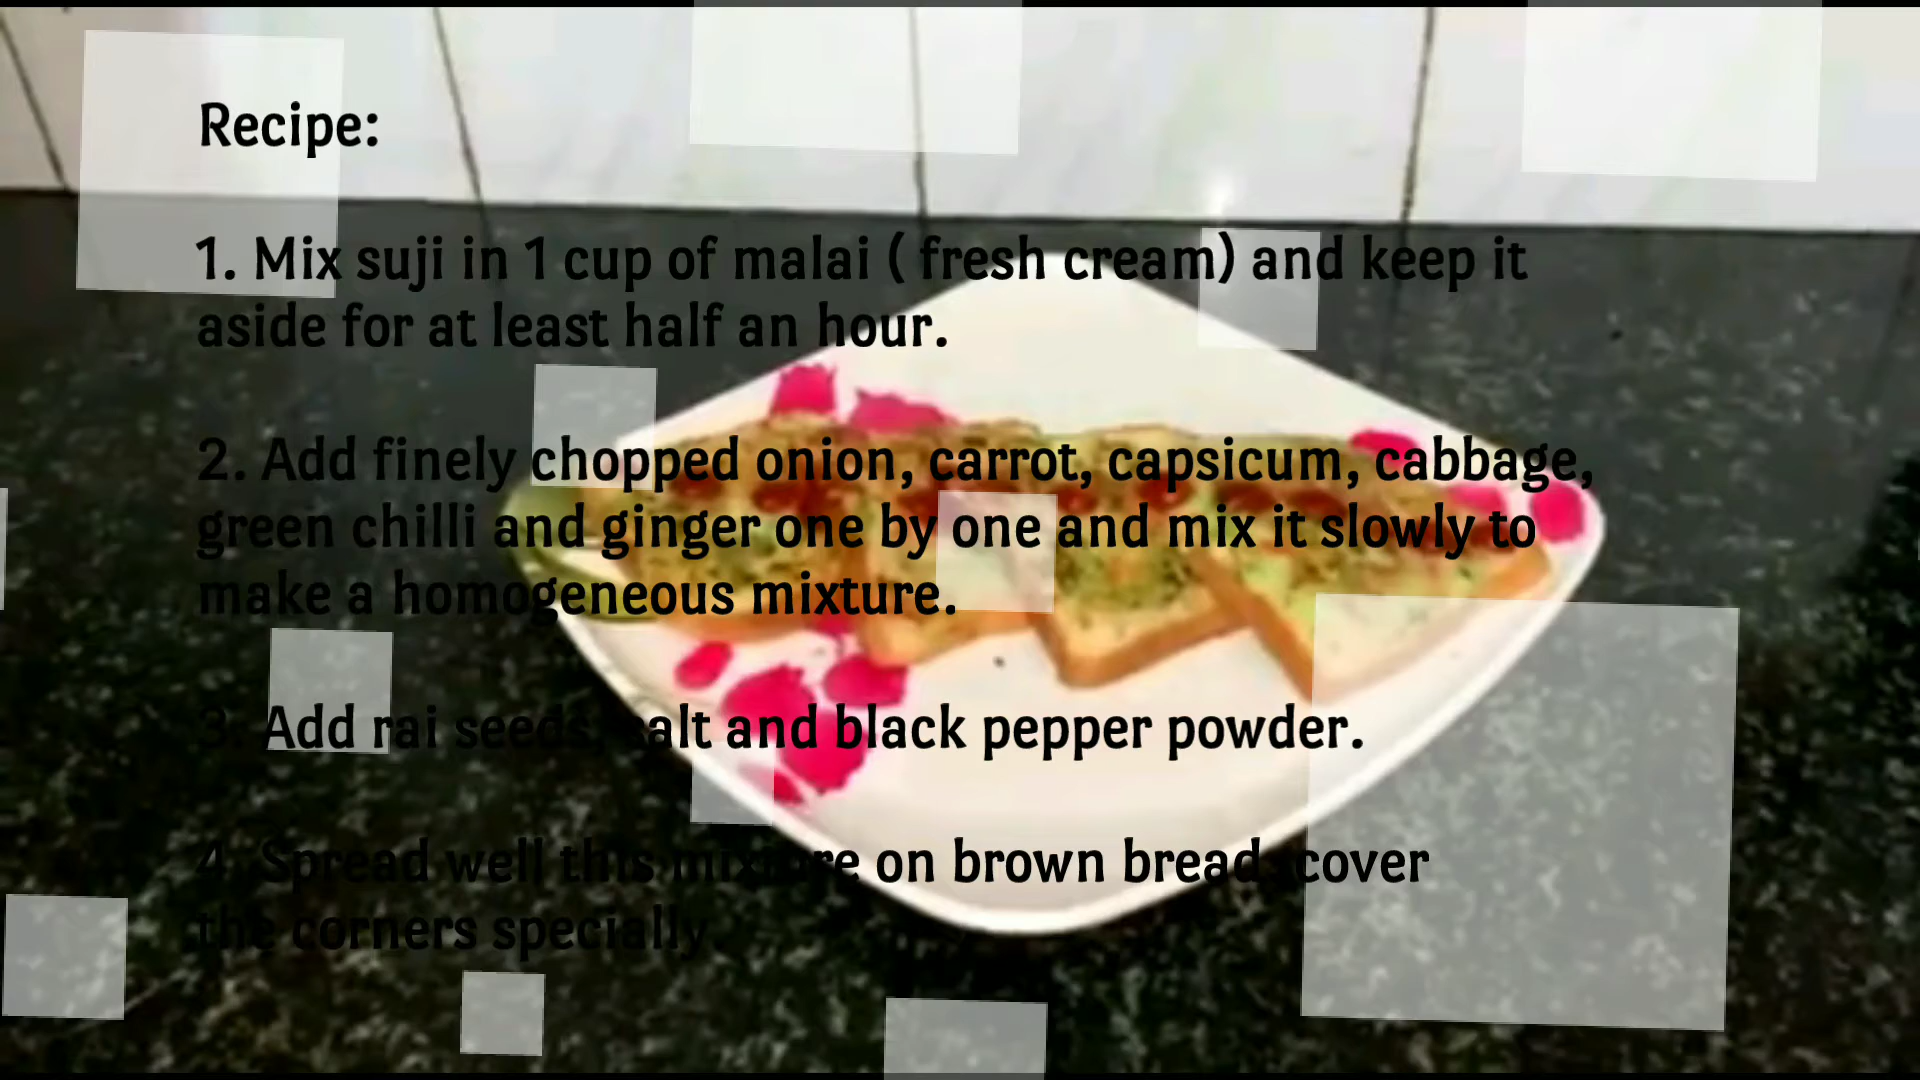 Recipe:
1. Mix suji in 1 cup of malai ( fresh cream) and keep it
aside for at least half an hour.
2. Add finely chopped onion, carrot, capsicum, cabbage,
green chilli and ginger one by one and mix it slowly to
make a homogeneous mixture.
3. Add rai seeds, salt and black pepper powder.
4. Spread well this mixture on brown bread, cover
the corners specially.